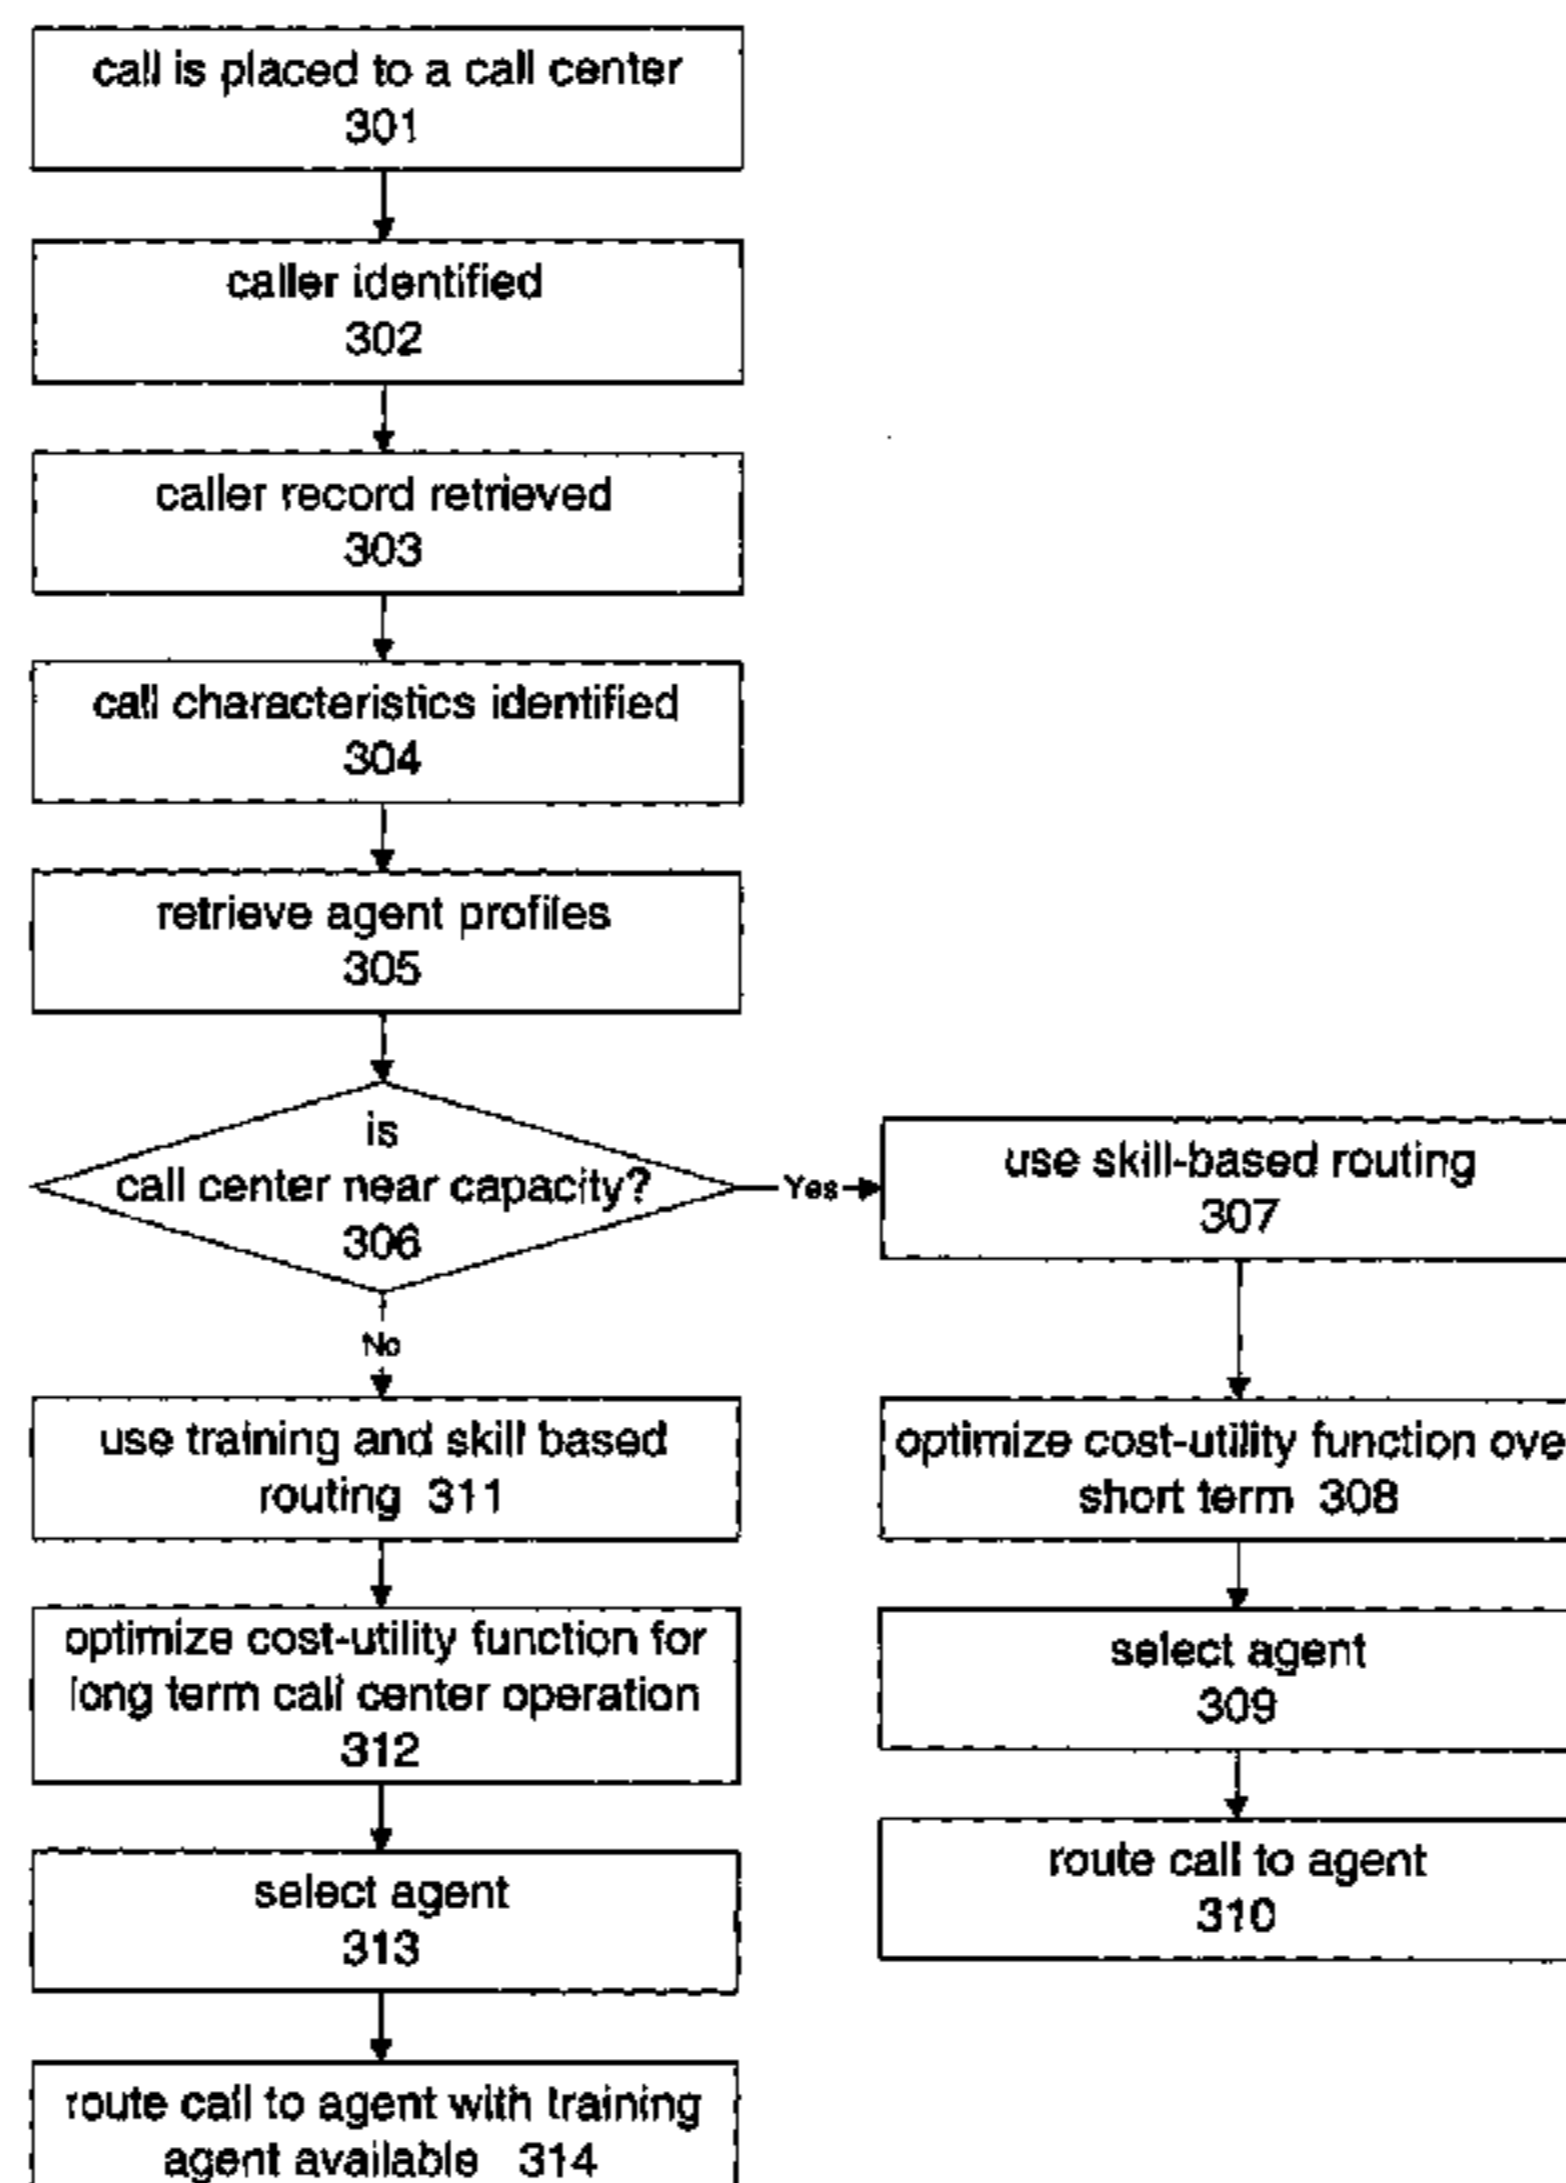 call is placed to a call center
301
caller identified
302
caller record retrieved
303
call characteristics identified
304
retrieve agent profiles
305
is
call center near capacity?
306
Yes
use skill-based routing
307
No
optimize cost-utility function ove
short term 308
select agent
309
route call to agent
310
use training and skill based
routing 311
optimize cost-utility function for
long term call center operation
312
select agent
313
route call to agent with training
agent available 314